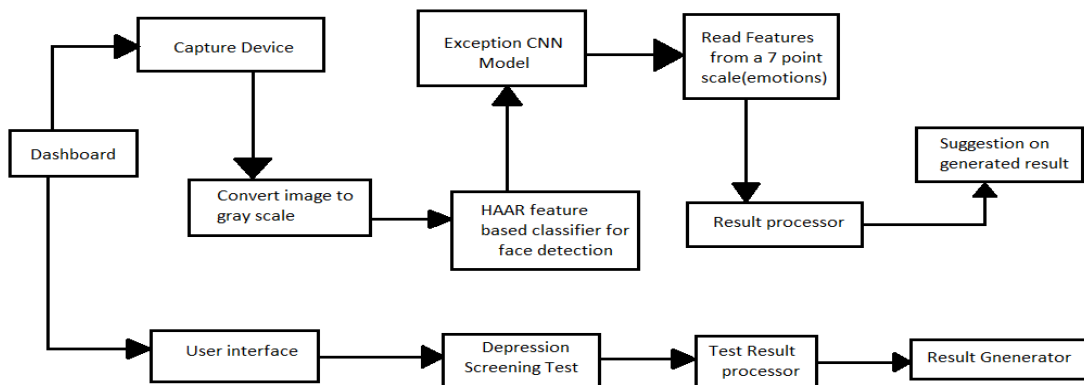 Capture Device
Exception CNN
Model
Read Features
from a 7 point
scale(emotions)
Dashboard
Suggestion on
generated result
Convert image to
gray scale
HAAR feature
based classifier for
face detection
Result processor
User interface
Depression
Screening Test
Test Result
processor
Result Gnenerator